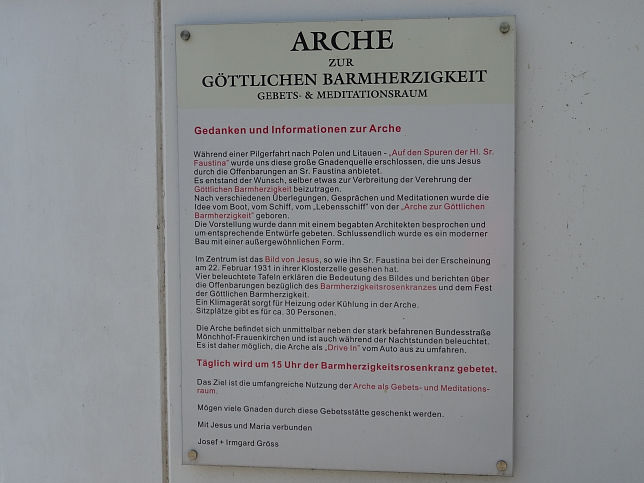 ARCHE
ZUR
GÖTTLICHEN BARMHERZIGKEIT
GEBETS- & MEDITATIONSRAUM
Gedanken und Informationen zur Arche
Während einer Pilgerfahrt nach Polen und Litauen - „Auf den Spuren der Hl. Sr.
Faustina" wurde uns diese große Gnadenquelle erschlossen, die uns Jesus
durch die Offenbarungen an Sr. Faustina anbietet.
Es entstand der Wunsch, selber etwas zur Verbreitung der Verehrung der
Göttlichen Barmherzigkeit beizutragen.
Nach verschiedenen Überlegungen, Gesprächen und Meditationen wurde die
Idee vom Boot, vom Schiff, vom „Lebensschiff" von der „Arche zur Göttlichen
Barmherzigkeit" geboren.
Die Vorstellung wurde dann mit einem begabten Architekten besprochen und
um entsprechende Entwürfe gebeten. Schlussendlich wurde es ein moderner
Bau mit einer außergewöhnlichen Form.
Im Zentrum ist das Bild von Jesus, so wie ihn Sr. Faustina bei der Erscheinung
am 22. Februar 1931 in ihrer Klosterzelle gesehen hat.
Vier beleuchtete Tafeln erklären die Bedeutung des Bildes und berichten über
die Offenbarungen bezüglich des Barmherzigkeitsrosenkranzes und dem Fest
der Göttlichen Barmherzigkeit.
Ein Klimagerät sorgt für Heizung oder Kühlung in der Arche.
Sitzplätze gibt es für ca. 30 Personen.
Die Arche befindet sich unmittelbar neben der stark befahrenen Bundesstraße
Mönchhof-Frauenkirchen und ist auch während der Nachtstunden beleuchtet.
Es ist daher möglich, die Arche als „Drive In" vom Auto aus zu umfahren.
Täglich wird um 15 Uhr der Barmherzigkeitsrosenkranz gebetet.
Das Ziel ist die umfangreiche Nutzung der Arche als Gebets- und Meditations-
raum.
Mögen viele Gnaden durch diese Gebetsstätte geschenkt werden.
Mit Jesus und Maria verbunden
Josef + Irmgard Gröss